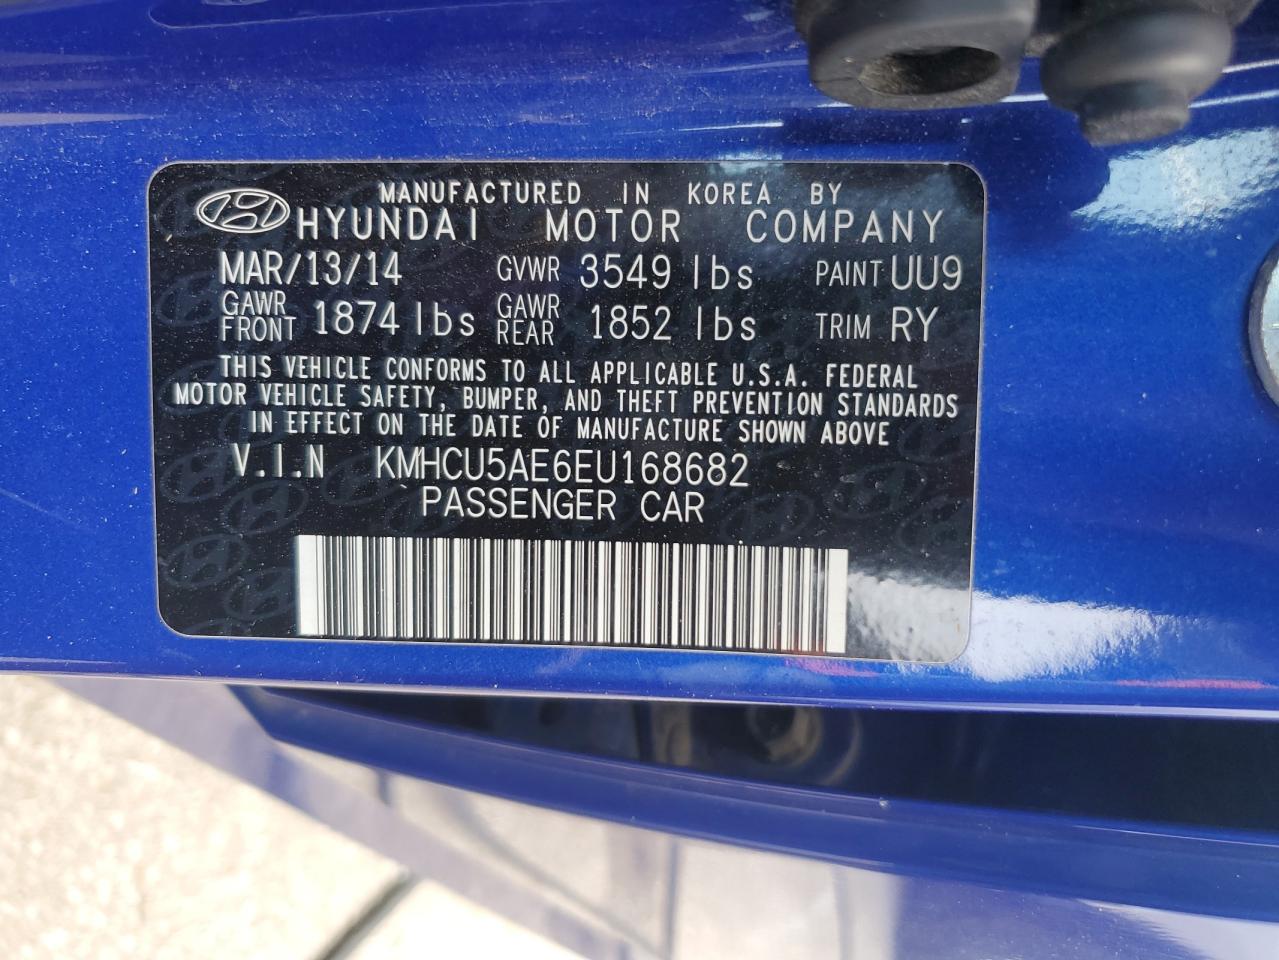 MANUFACTURED IN KOREA BY
HYUNDAI MOTOR COMPANY
MAR/13/14 GVWR 3549 lbs PAINT UU9
GAWR FRONT 1874 lbs GAWR REAR 1852 lbs TRIM RY
THIS VEHICLE CONFORMS TO ALL APPLICABLE U.S.A. FEDERAL
MOTOR VEHICLE SAFETY, BUMPER, AND THEFT PREVENTION STANDARDS
IN EFFECT ON THE DATE OF MANUFACTURE SHOWN ABOVE
V.I.N KMHCU5AE6EU168682
PASSENGER CAR